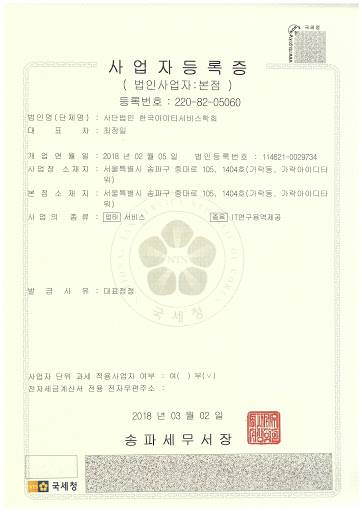 국세청
사업자등록증
( 법인사업자:본점 )
등록번호 : 220-82-05060
법인명(단체명) : 사단법인 한국아이티서비스학회
대 표 자 : 최정일
개 업 연 월 일 : 2018 년 02 월 05 일 법인등록번호 : 114621-0029734
사업장 소재지 : 서울특별시 송파구 중대로 105, 1404호(가락동, 가락아이디타
워)
본 점 소 재 지 : 서울특별시 송파구 중대로 105, 1404호(가락동, 가락아이디타
워)
사 업 의 종 류 : 업태 서비스 종목 IT연구용역제공
NTS
국세청
발 급 사 유 : 대표정정
사업자 단위 과세 적용사업자 여부 : 여( ) 부(∨)
전자세금계산서 전용 전자우편주소 :
2018 년 03 월 02 일
송파세무서장
NTS 국세청